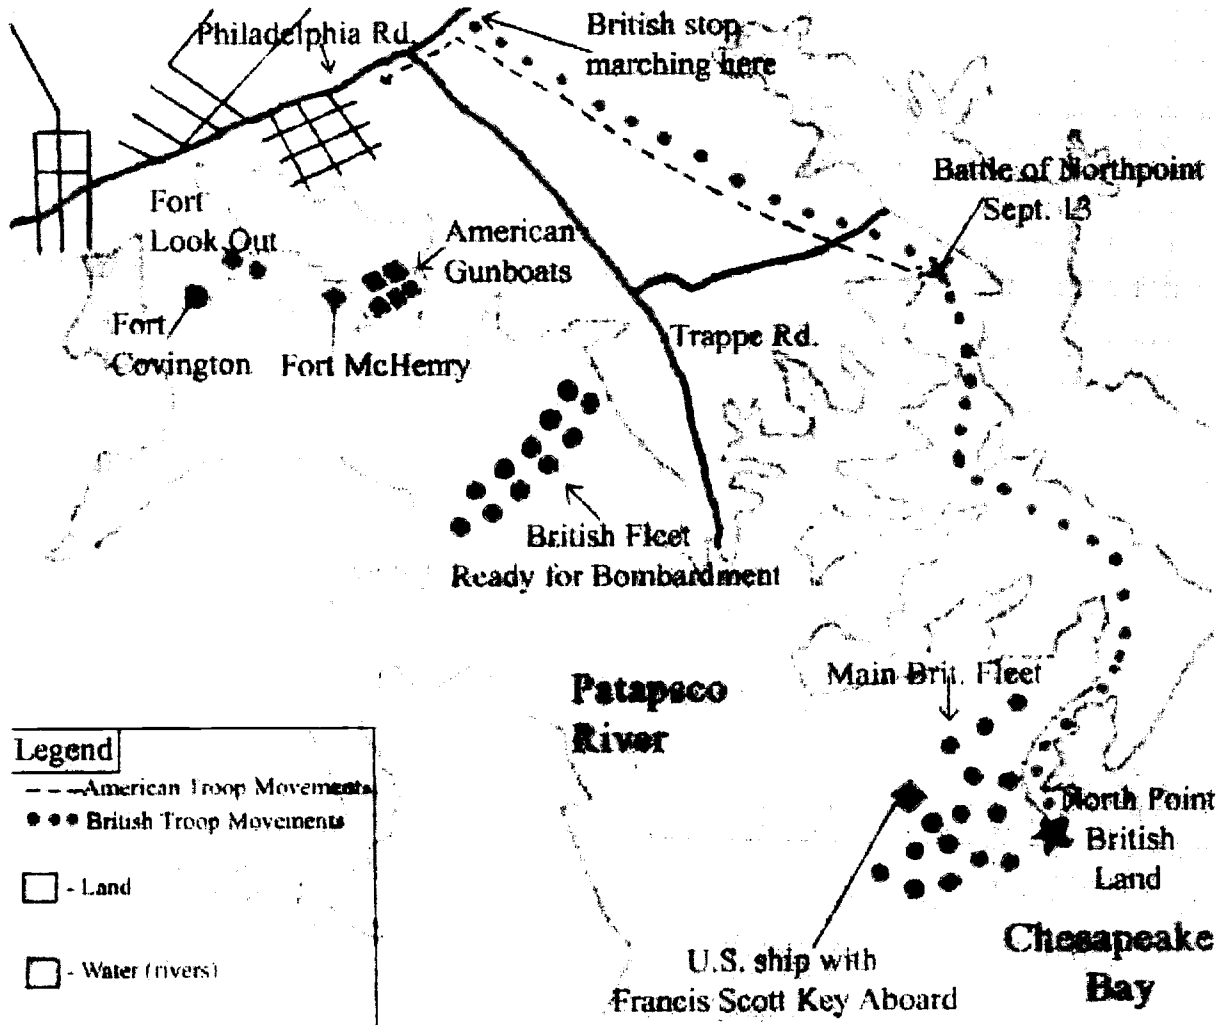 Philadelphia Rd.
British stop
marching here
Battle of Northpoint
Sept. 13
Fort
Look Out
American
Gunboats
Fort
Covington
Fort McHenry
Trappe Rd.
British Fleet
Ready for Bombardment
Patapsco
River
Main Brit. Fleet
North Point
British
Land
Chesapeake
Bay
U.S. ship with
Francis Scott Key Aboard
Legend
American Troop Movements
British Troop Movements
- Land
- Water (rivers)